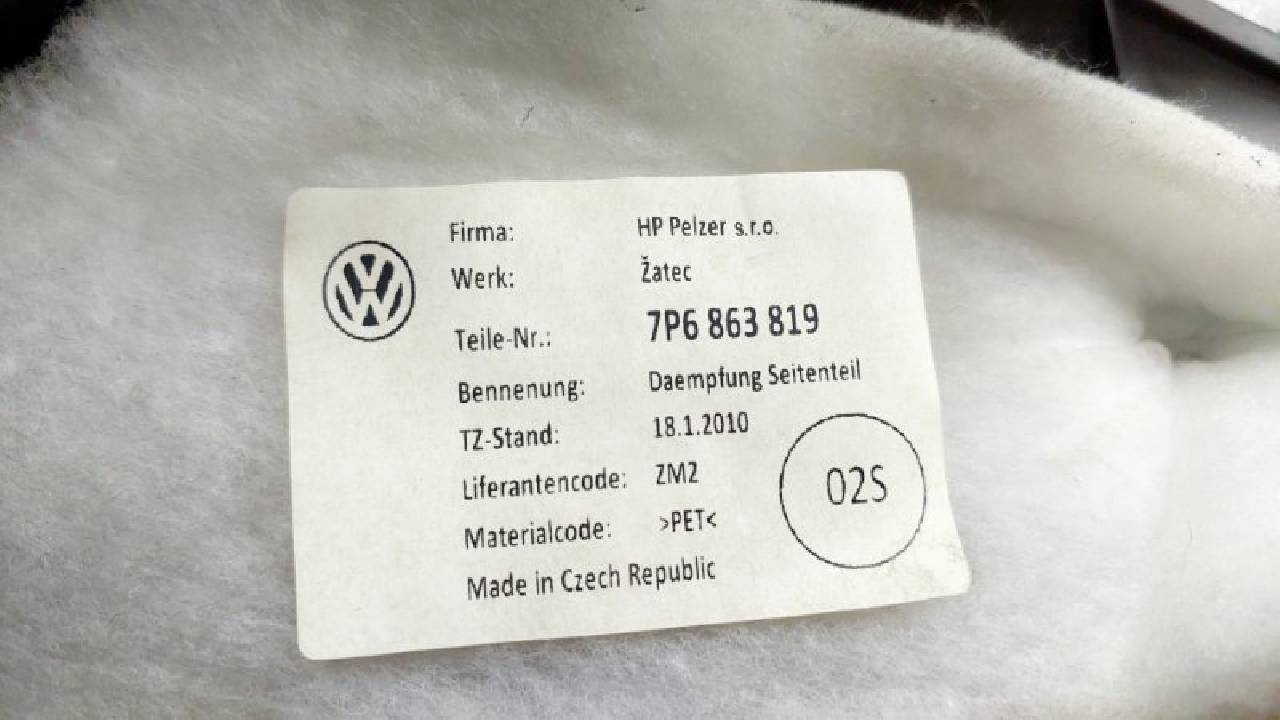 Firma: HP Pelzer s.r.o.
Werk: Žatec
Teile-Nr.: 7P6 863 819
Bennenung: Daempfung Seitenteil
TZ-Stand: 18.1.2010
Liferantencode: ZM2
Materialcode: >PET<
02S
Made in Czech Republic